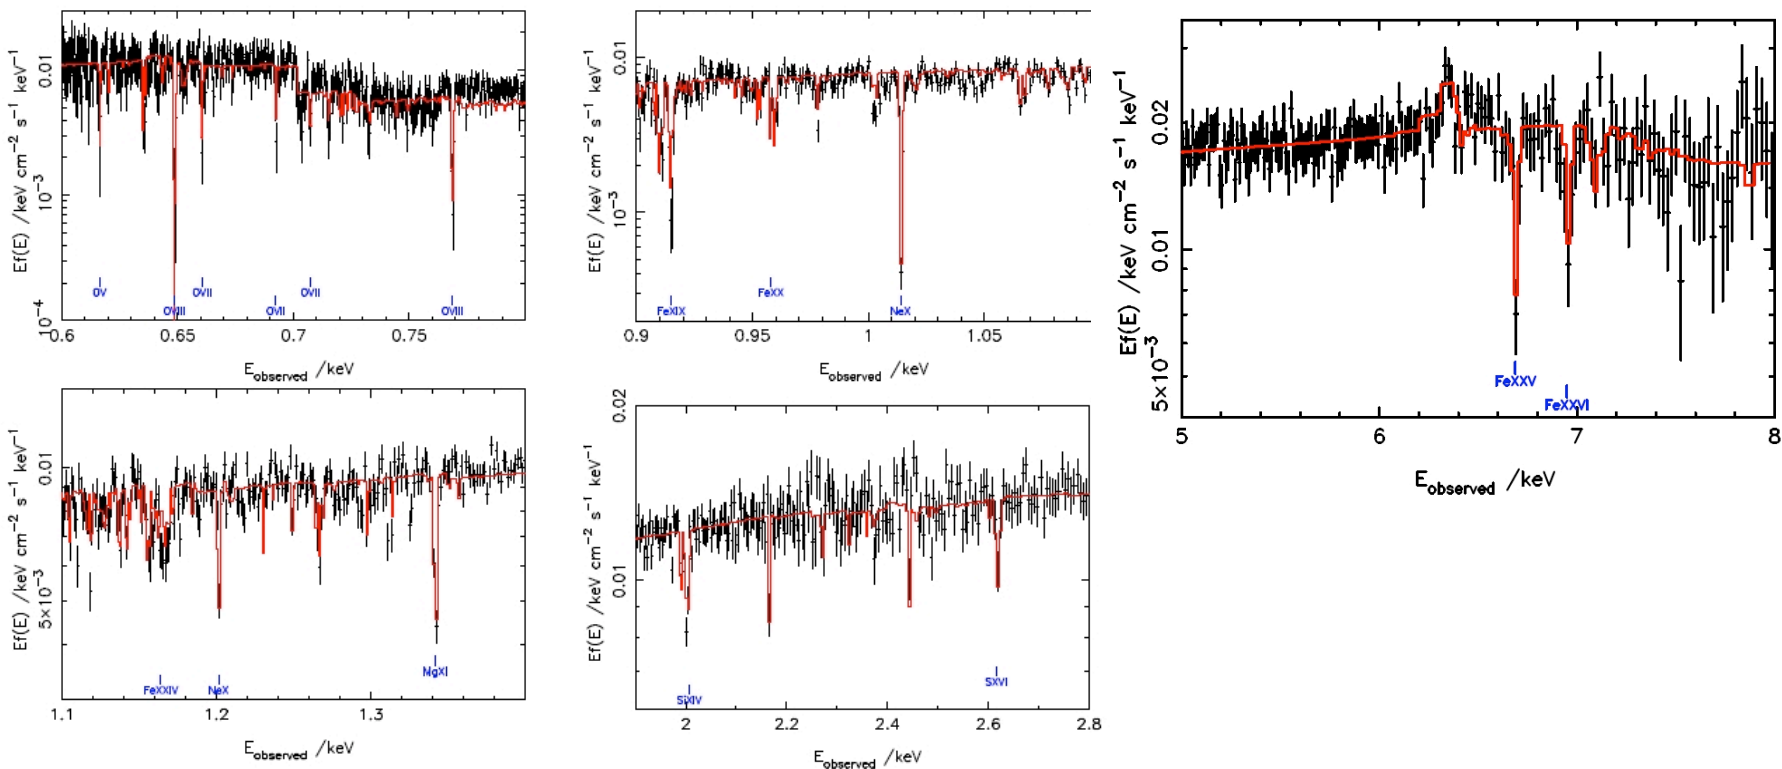 Ef(E) /keV cm⁻² s⁻¹ keV⁻¹
0.01
10⁻³
10⁻⁴
OV
OVIII
OVII
OVII
OVII
OVIII
0.6
0.65
0.7
0.75
E_observed /keV
Ef(E) /keV cm⁻² s⁻¹ keV⁻¹
0.01
10⁻³
FeXIX
FeXX
NeX
0.9
0.95
1
1.05
E_observed /keV
Ef(E) /keV cm⁻² s⁻¹ keV⁻¹
0.02
0.01
5×10⁻³
FeXXV
FeXXVI
5
6
7
8
E_observed /keV
Ef(E) /keV cm⁻² s⁻¹ keV⁻¹
0.01
5×10⁻³
FeXXIV
NeX
MgXI
1.1
1.2
1.3
E_observed /keV
Ef(E) /keV cm⁻² s⁻¹ keV⁻¹
0.02
0.01
SiXIV
SXVI
2
2.2
2.4
2.6
2.8
E_observed /keV